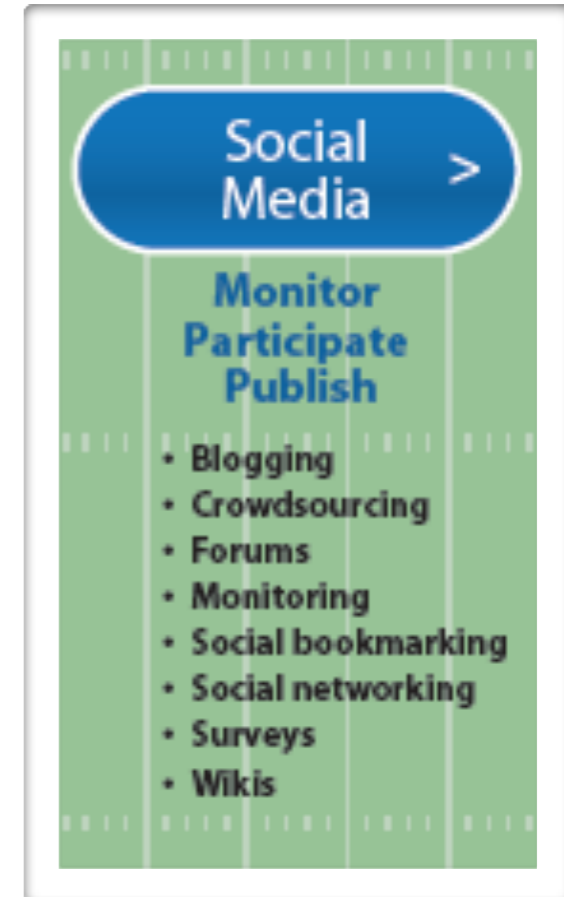 Social
Media >
Monitor
Participate
Publish
• Blogging
• Crowdsourcing
• Forums
• Monitoring
• Social bookmarking
• Social networking
• Surveys
• Wikis